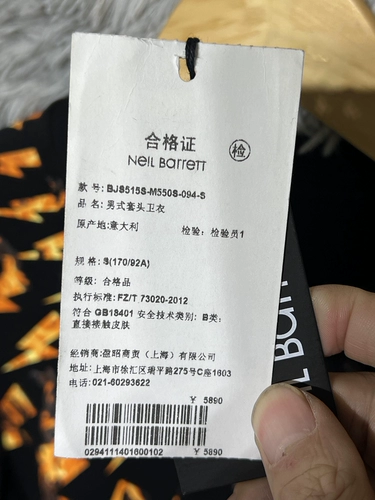 合格证
检
NEIL BARRETT
款 号: BJS515S-M550S-094-S
品 名: 男式套头卫衣
原产地:意大利 检验: 检验员1
规 格: S(170/92A)
等级: 合格品
执行标准: FZ/T 73020-2012
符合 GB18401 安全技术类别: B类:
直接接触皮肤
经销商:盈昭商贸(上海)有限公司
地址: 上海市徐汇区瑞平路275号C座1603
电话: 021-60293622
¥ 5890
0294111401600102 ¥ 5890
IL Barr